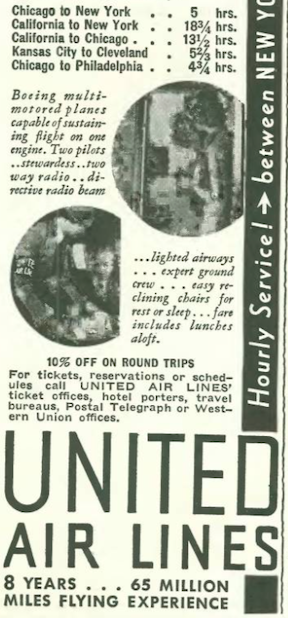 Chicago to New York . . 5 hrs.
California to New York . 18¾ hrs.
California to Chicago . . 13½ hrs.
Kansas City to Cleveland . 5⅔ hrs.
Chicago to Philadelphia . . 4¾ hrs.
Boeing multi-
motored planes
capable of sustain-
ing flight on one
engine. Two pilots
..stewardess..two
way radio..di-
rective radio beam
...lighted airways
...expert ground
crew...easy re-
clining chairs for
rest or sleep...fare
includes lunches
aloft.
10% OFF ON ROUND TRIPS
For tickets, reservations or sched-
ules call UNITED AIR LINES'
ticket offices, hotel porters, travel
bureaus, Postal Telegraph or West-
ern Union offices.
Hourly Service! → between NEW YO
UNITED
AIR LINES
8 YEARS . . . 65 MILLION
MILES FLYING EXPERIENCE